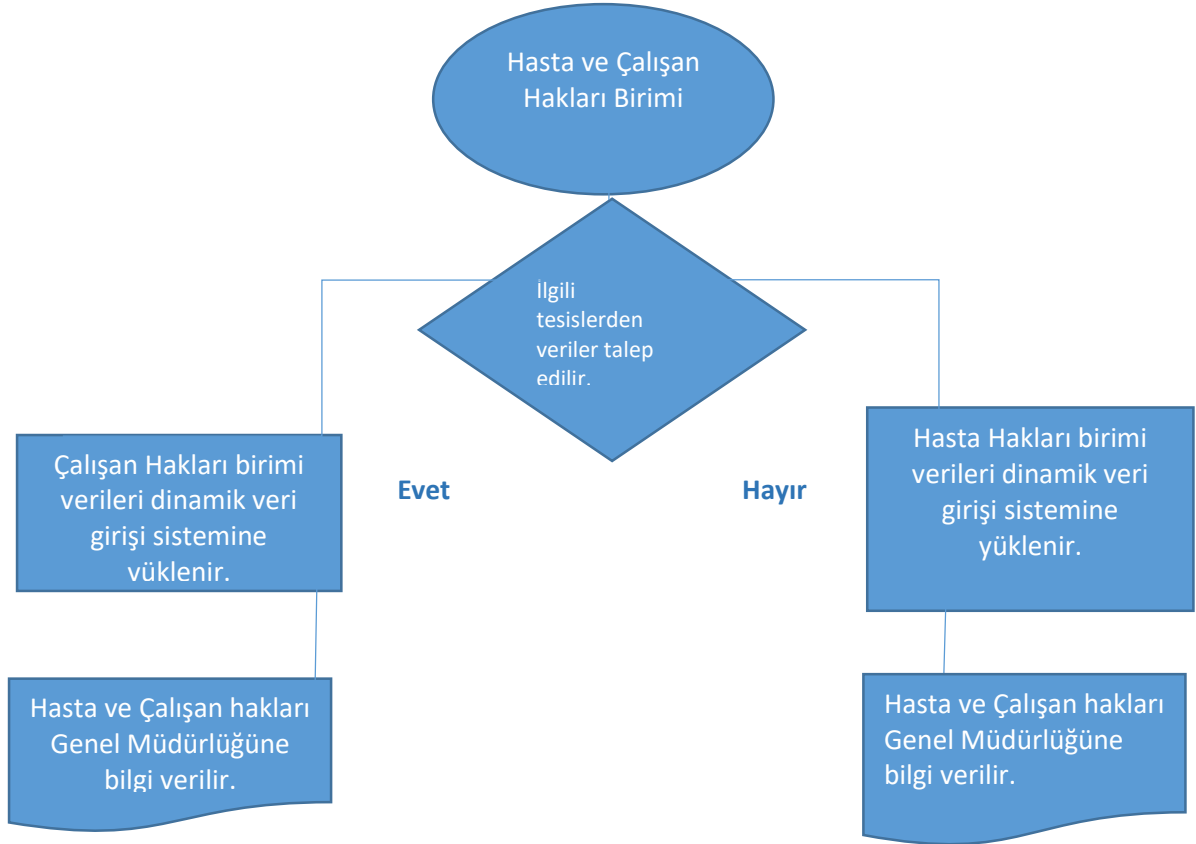 Hasta ve Çalışan
Hakları Birimi
İlgili
tesislerden
veriler talep
edilir.
Çalışan Hakları birimi
verileri dinamik veri
girişi sistemine
yüklenir.
Evet
Hayır
Hasta Hakları birimi
verileri dinamik veri
girişi sistemine
yüklenir.
Hasta ve Çalışan hakları
Genel Müdürlüğüne
bilgi verilir.
Hasta ve Çalışan hakları
Genel Müdürlüğüne
bilgi verilir.